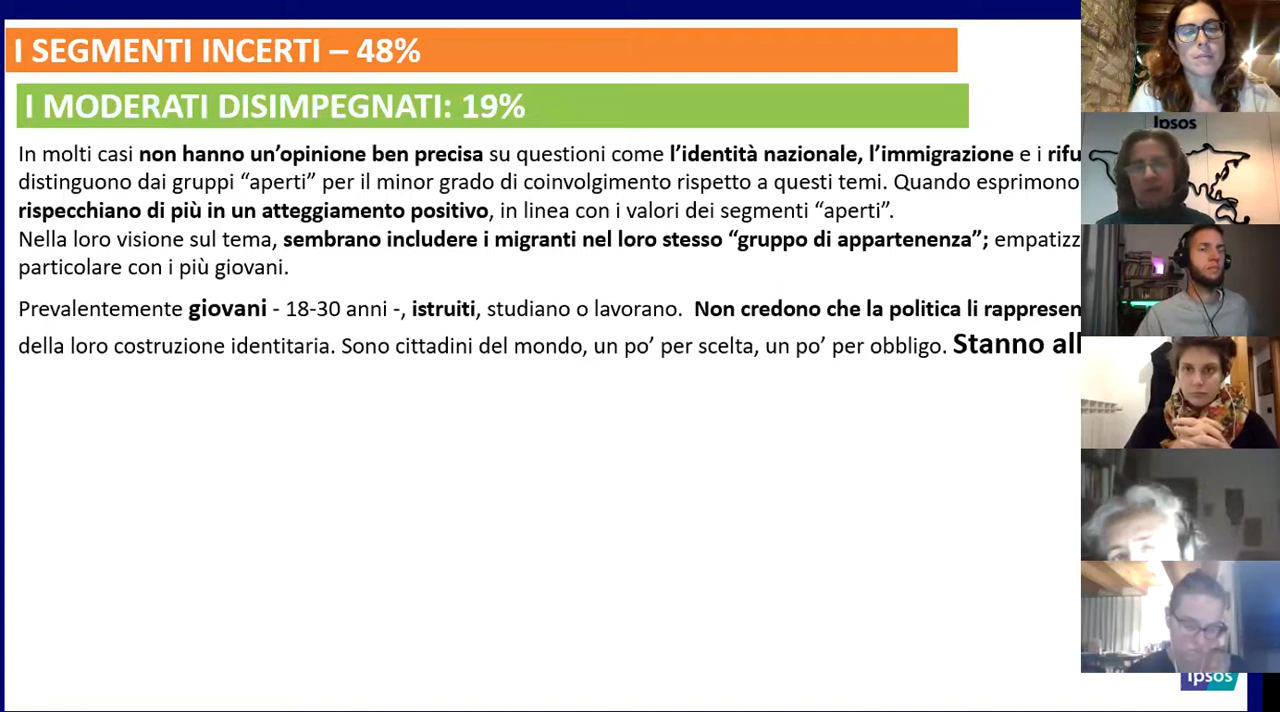 I SEGMENTI INCERTI – 48%
I MODERATI DISIMPEGNATI: 19%
In molti casi non hanno un'opinione ben precisa su questioni come l'identità nazionale, l'immigrazione e i
distinguono dai gruppi “aperti” per il minor grado di coinvolgimento rispetto a questi temi. Quando esprimono
rispecchiano di più in un atteggiamento positivo, in linea con i valori dei segmenti “aperti”.
Nella loro visione sul tema, sembrano includere i migranti nel loro stesso “gruppo di appartenenza”;
particolare con i più giovani.
Prevalentemente giovani - 18-30 anni -, istruiti, studiano o lavorano. Non credono che la politica li
della loro costruzione identitaria. Sono cittadini del mondo, un po' per scelta, un po' per obbligo. Stanno
Ipsos
Ipsos